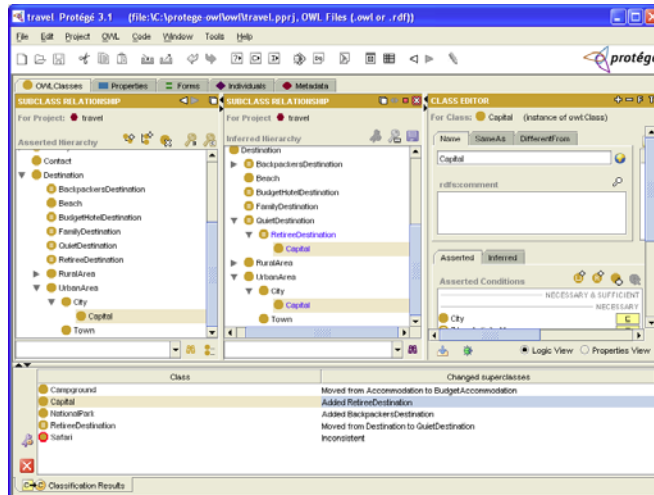 travel Protégé 3.1 (file:\C:\protege-owl\owl\travel.pprj, OWL Files (.owl or .rdf))
File Edit Project OWL Code Window Tools Help
protégé
OWLClasses Properties Forms Individuals Metadata
SUBCLASS RELATIONSHIP
For Project: travel
Asserted Hierarchy
Contact
Destination
BackpackersDestination
Beach
BudgetHotelDestination
FamilyDestination
QuietDestination
RetireeDestination
RuralArea
UrbanArea
City
Capital
Town
SUBCLASS RELATIONSHIP
For Project: travel
Inferred Hierarchy
Destination
BackpackersDestination
Beach
BudgetHotelDestination
FamilyDestination
QuietDestination
RetireeDestination
Capital
RuralArea
UrbanArea
City
Capital
Town
CLASS EDITOR
For Class: Capital (instance of owl:Class)
Name SameAs DifferentFrom
Capital
rdfs:comment
Asserted Inferred
Asserted Conditions
NECESSARY & SUFFICIENT
NECESSARY
City
Logic View Properties View
Class Changed superclasses
Campground Moved from Accommodation to BudgetAccommodation
Capital Added RetireeDestination
NationalPark Added BackpackersDestination
RetireeDestination Moved from Destination to QuietDestination
Safari Inconsistent
Classification Results